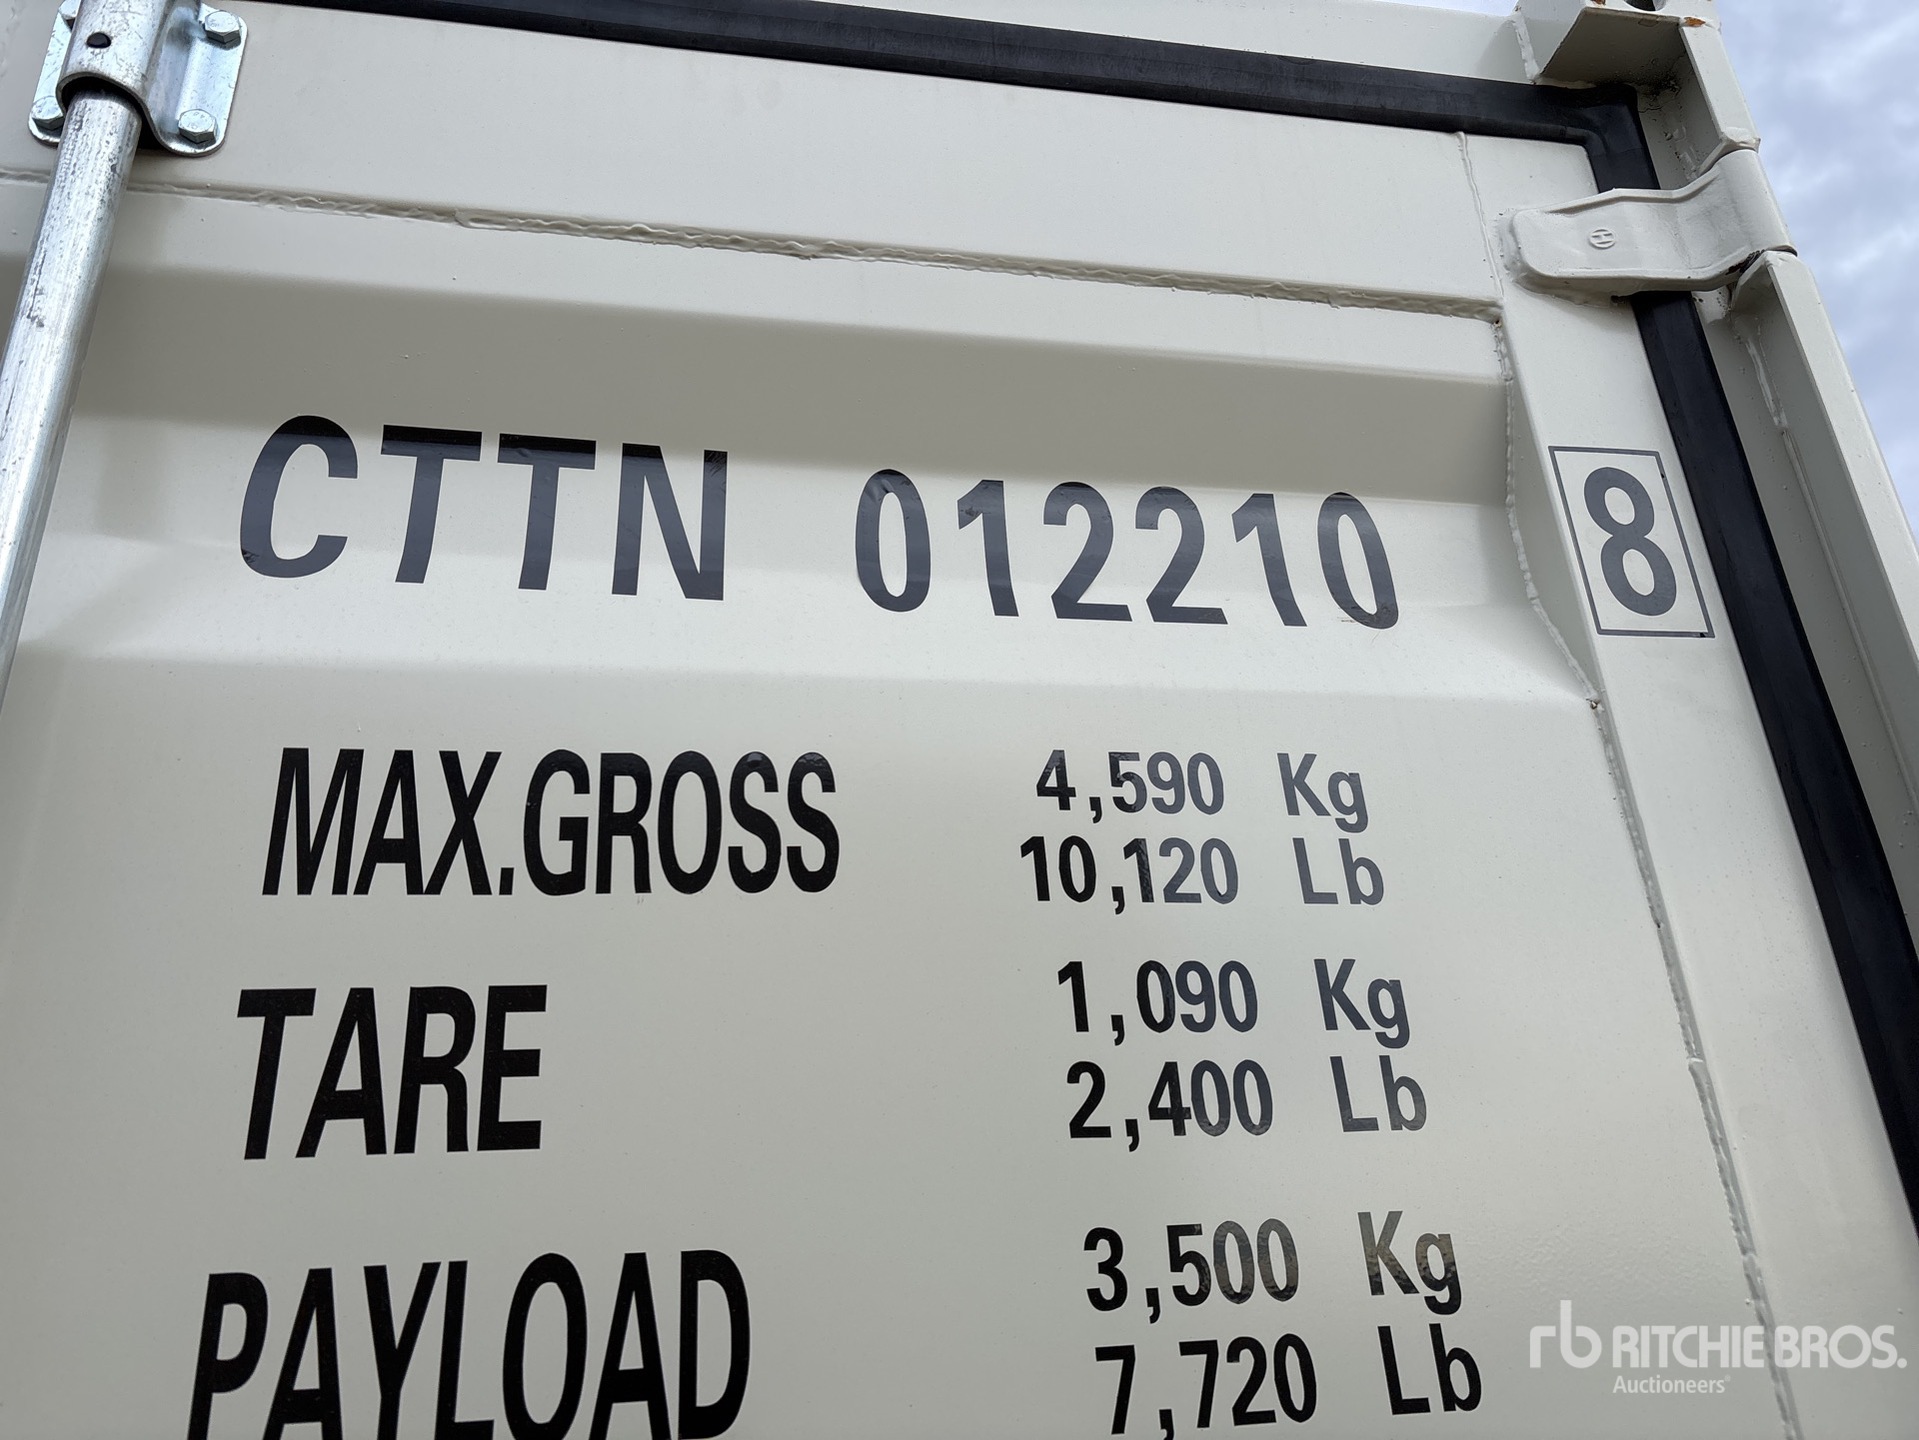 CTTN 012210 8
MAX.GROSS 4,590 Kg
10,120 Lb
TARE 1,090 Kg
2,400 Lb
PAYLOAD 3,500 Kg
7,720 Lb
H
rb RITCHIE BROS.
Auctioneers